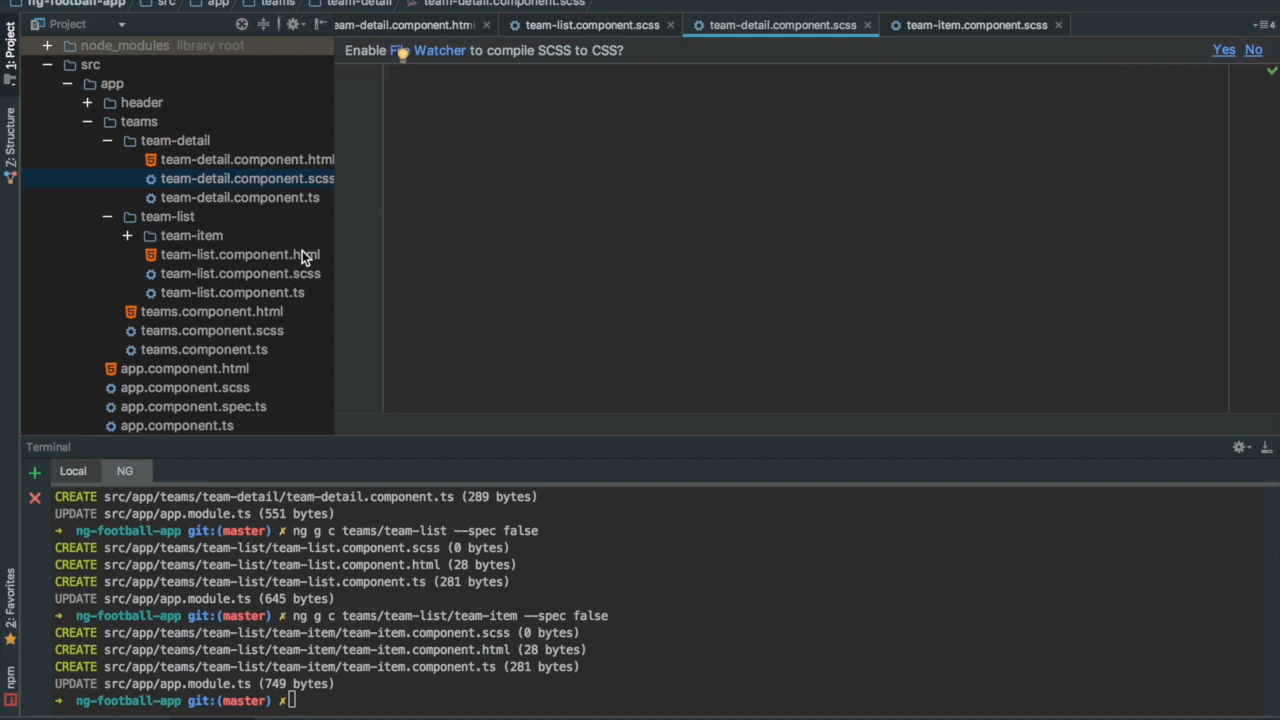 ng-football-app src app teams team-detail team-detail.component.scss
1: Project
Project
eam-detail.component.html
team-list.component.scss
team-detail.component.scss
team-item.component.scss
4
Enable File Watcher to compile SCSS to CSS?
Yes No
node_modules library root
src
app
header
teams
team-detail
team-detail.component.html
team-detail.component.scss
team-detail.component.ts
team-list
team-item
team-list.component.html
team-list.component.scss
team-list.component.ts
teams.component.html
teams.component.scss
teams.component.ts
app.component.html
app.component.scss
app.component.spec.ts
app.component.ts
Z: Structure
2: Favorites
npm
Terminal
Local NG
CREATE src/app/teams/team-detail/team-detail.component.ts (289 bytes)
UPDATE src/app/app.module.ts (551 bytes)
→ ng-football-app git:(master) ✗ ng g c teams/team-list --spec false
CREATE src/app/teams/team-list/team-list.component.scss (0 bytes)
CREATE src/app/teams/team-list/team-list.component.html (28 bytes)
CREATE src/app/teams/team-list/team-list.component.ts (281 bytes)
UPDATE src/app/app.module.ts (645 bytes)
→ ng-football-app git:(master) ✗ ng g c teams/team-list/team-item --spec false
CREATE src/app/teams/team-list/team-item/team-item.component.scss (0 bytes)
CREATE src/app/teams/team-list/team-item/team-item.component.html (28 bytes)
CREATE src/app/teams/team-list/team-item/team-item.component.ts (281 bytes)
UPDATE src/app/app.module.ts (749 bytes)
→ ng-football-app git:(master) ✗